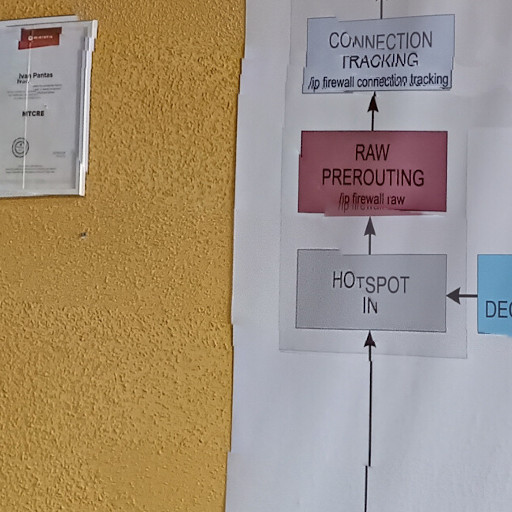 Ivan Pantas
MTCRE
CONNECTION
TRACKING
/ip firewall connection tracking
RAW
PREROUTING
/ip firewall raw
HOTSPOT
IN
DEC